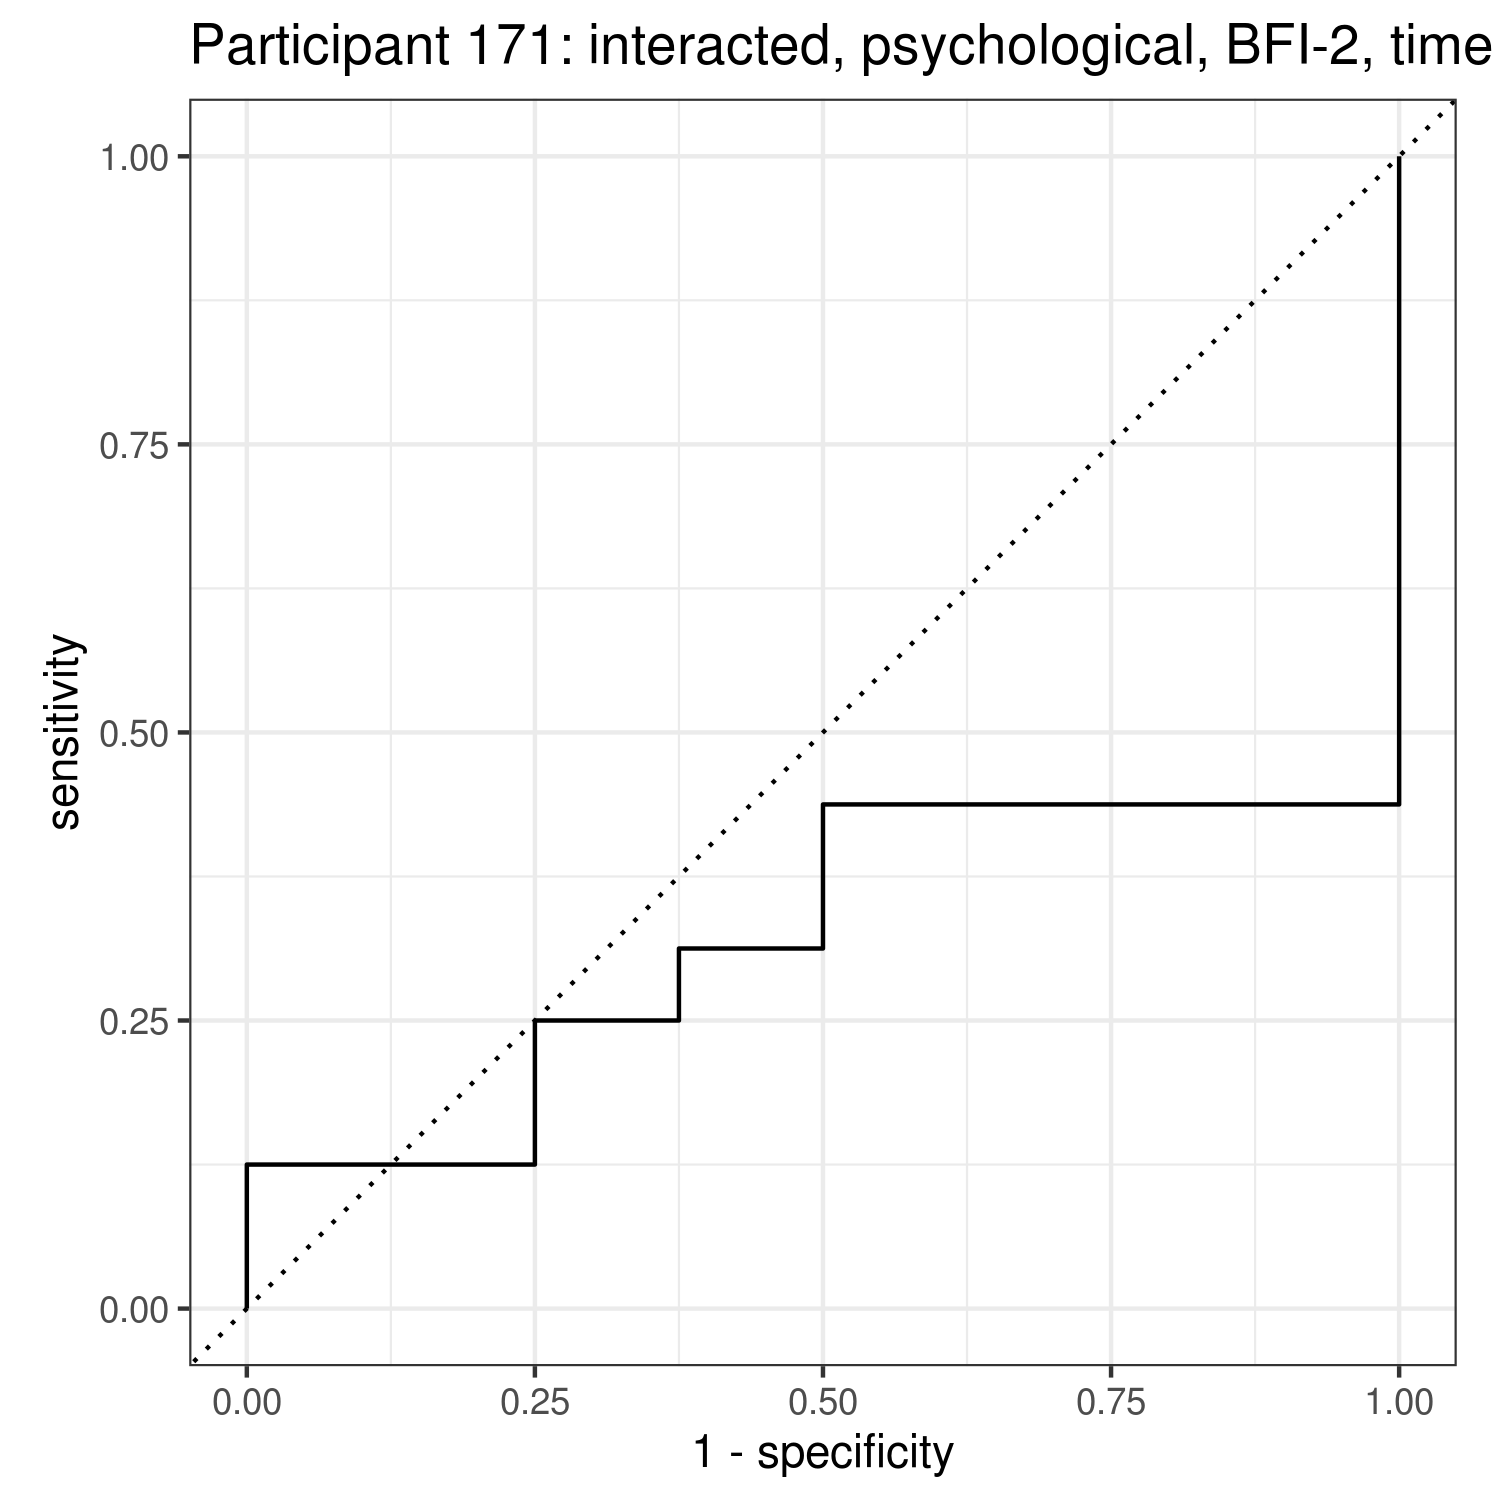 Participant 171: interacted, psychological, BFI-2, time
1.00
0.75
0.50
0.25
0.00
sensitivity
0.00 0.25 0.50 0.75 1.00
1 - specificity